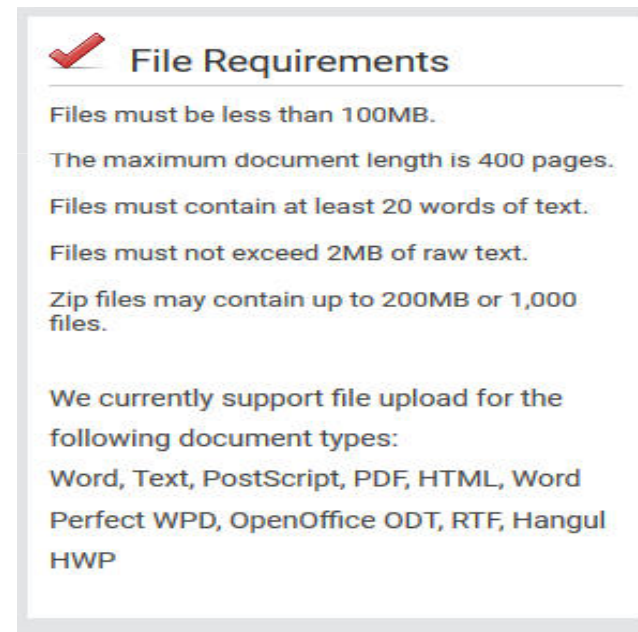 File Requirements
Files must be less than 100MB.
The maximum document length is 400 pages.
Files must contain at least 20 words of text.
Files must not exceed 2MB of raw text.
Zip files may contain up to 200MB or 1,000
files.
We currently support file upload for the
following document types:
Word, Text, PostScript, PDF, HTML, Word
Perfect WPD, OpenOffice ODT, RTF, Hangul
HWP